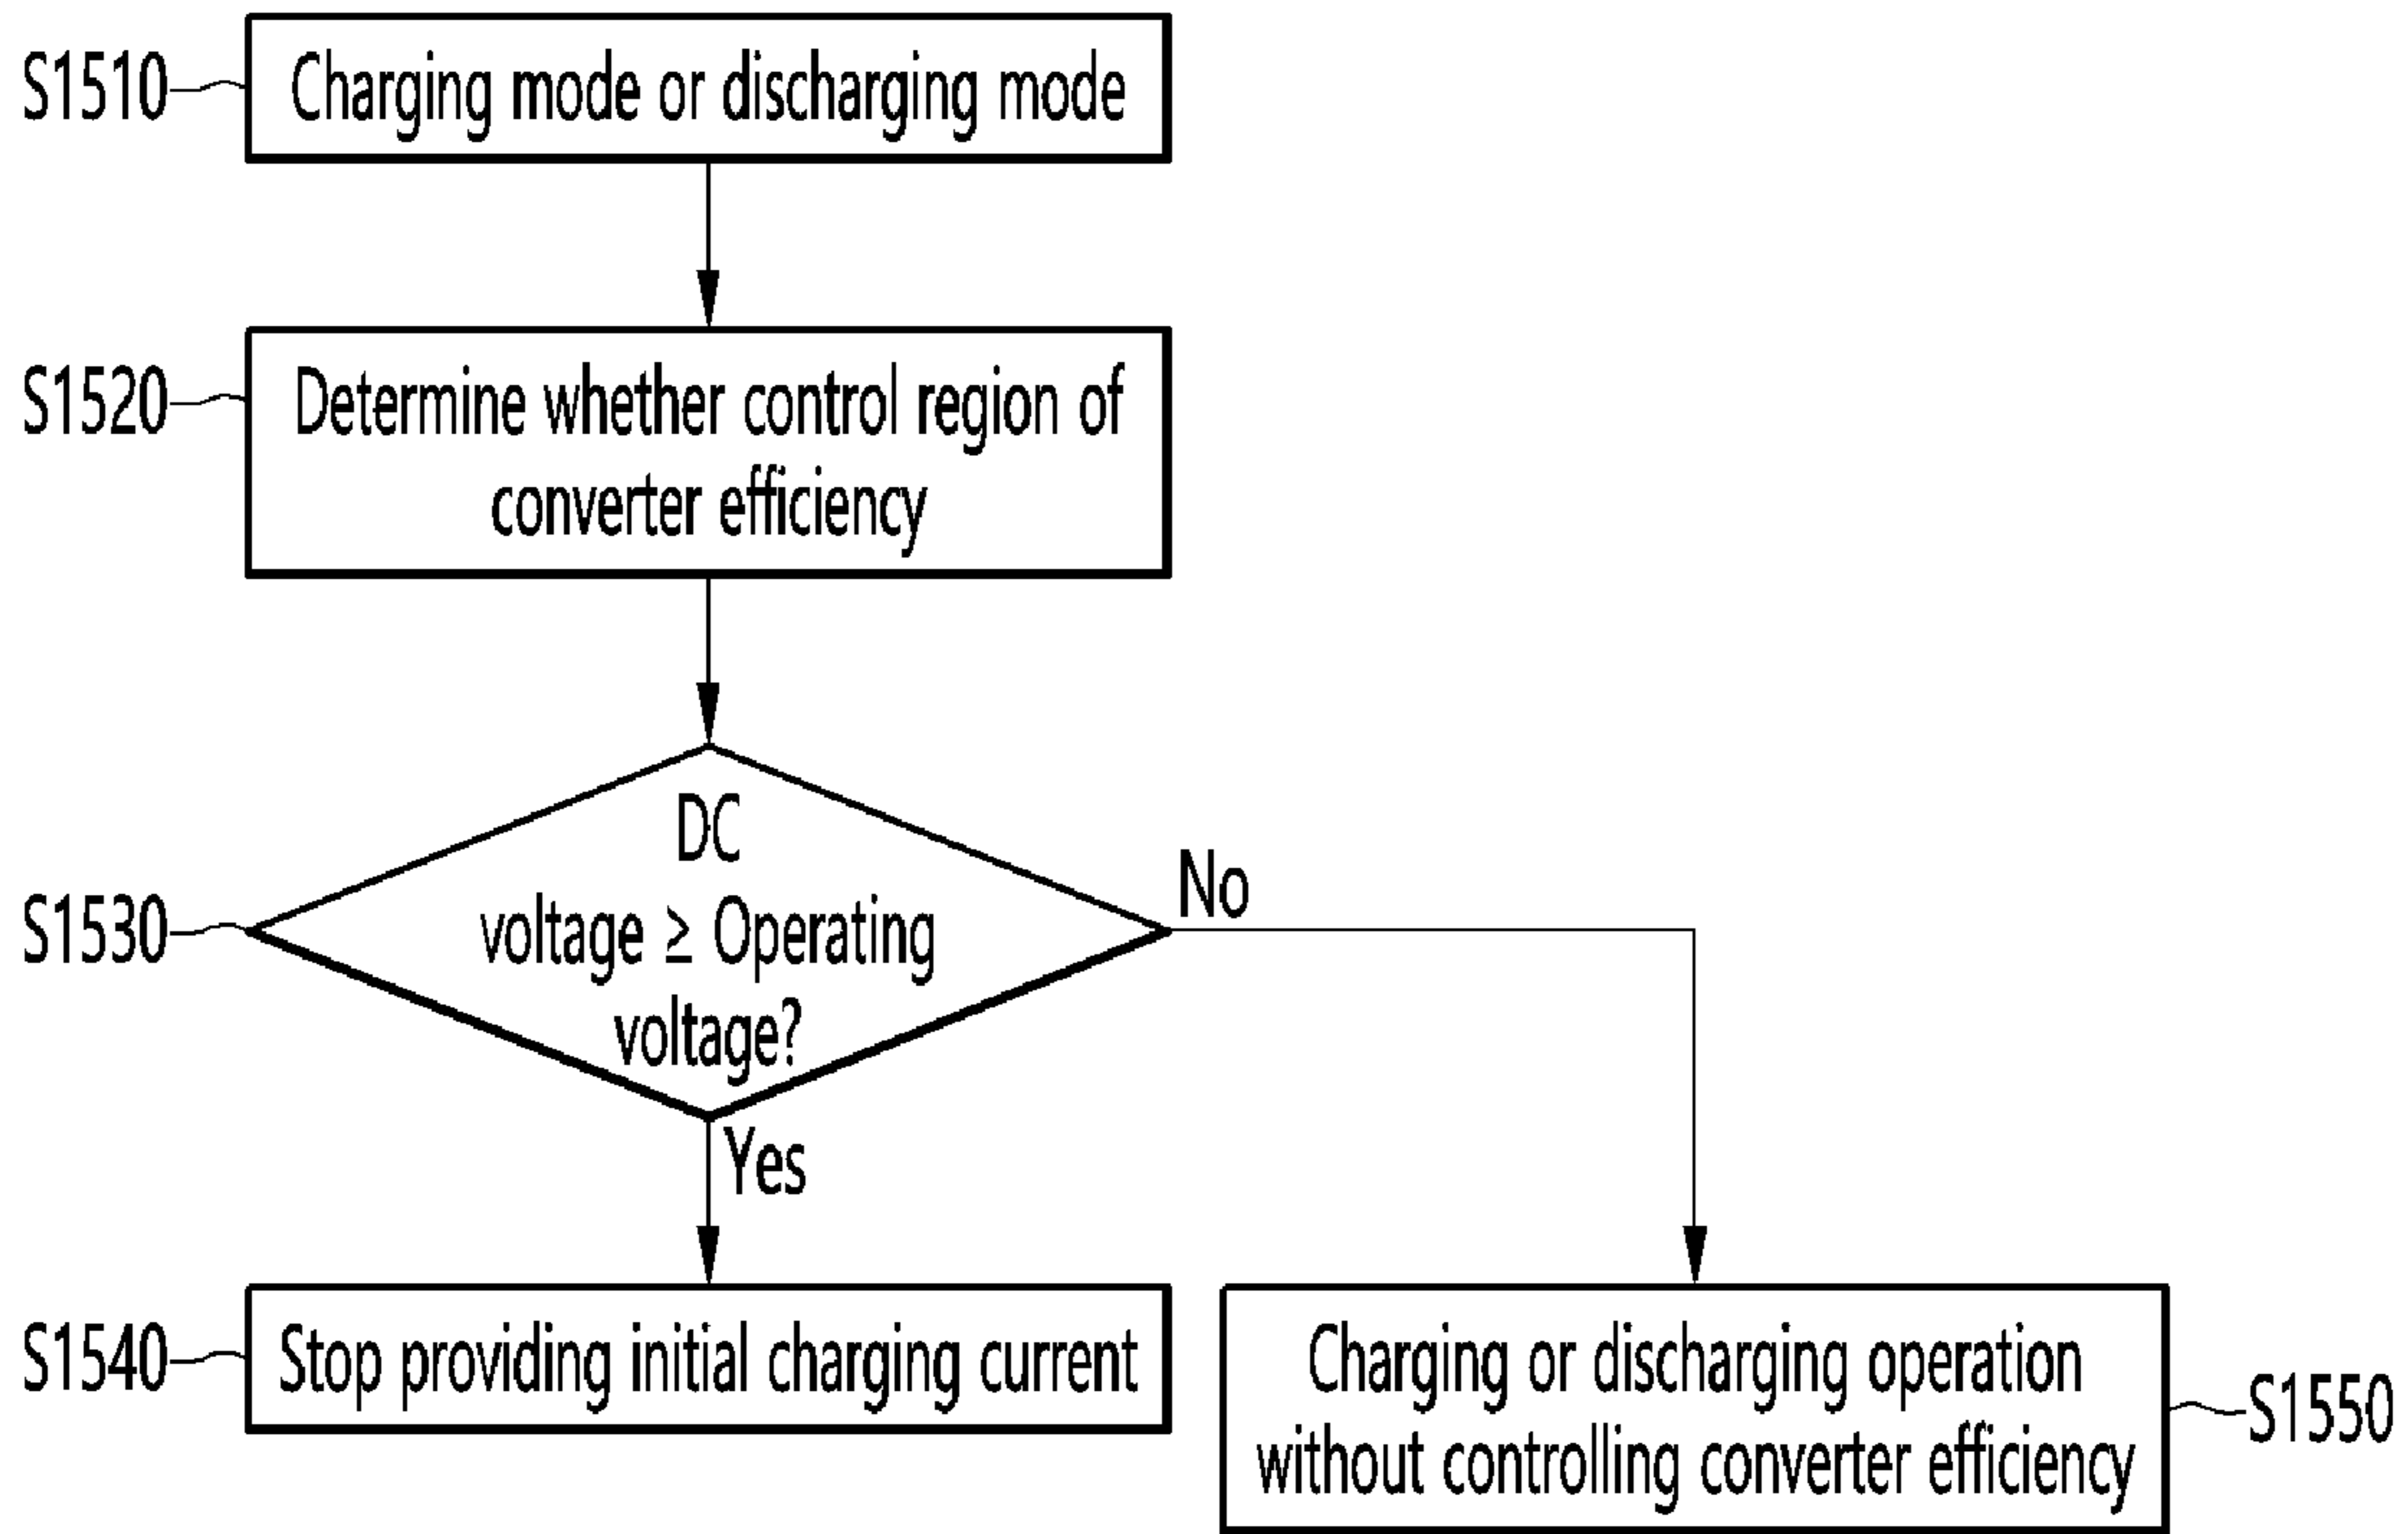 S1510
Charging mode or discharging mode
S1520
Determine whether control region of
converter efficiency
DC
S1530
voltage ≥ Operating
voltage?
No
Yes
S1540
Stop providing initial charging current
Charging or discharging operation
without controlling converter efficiency
S1550